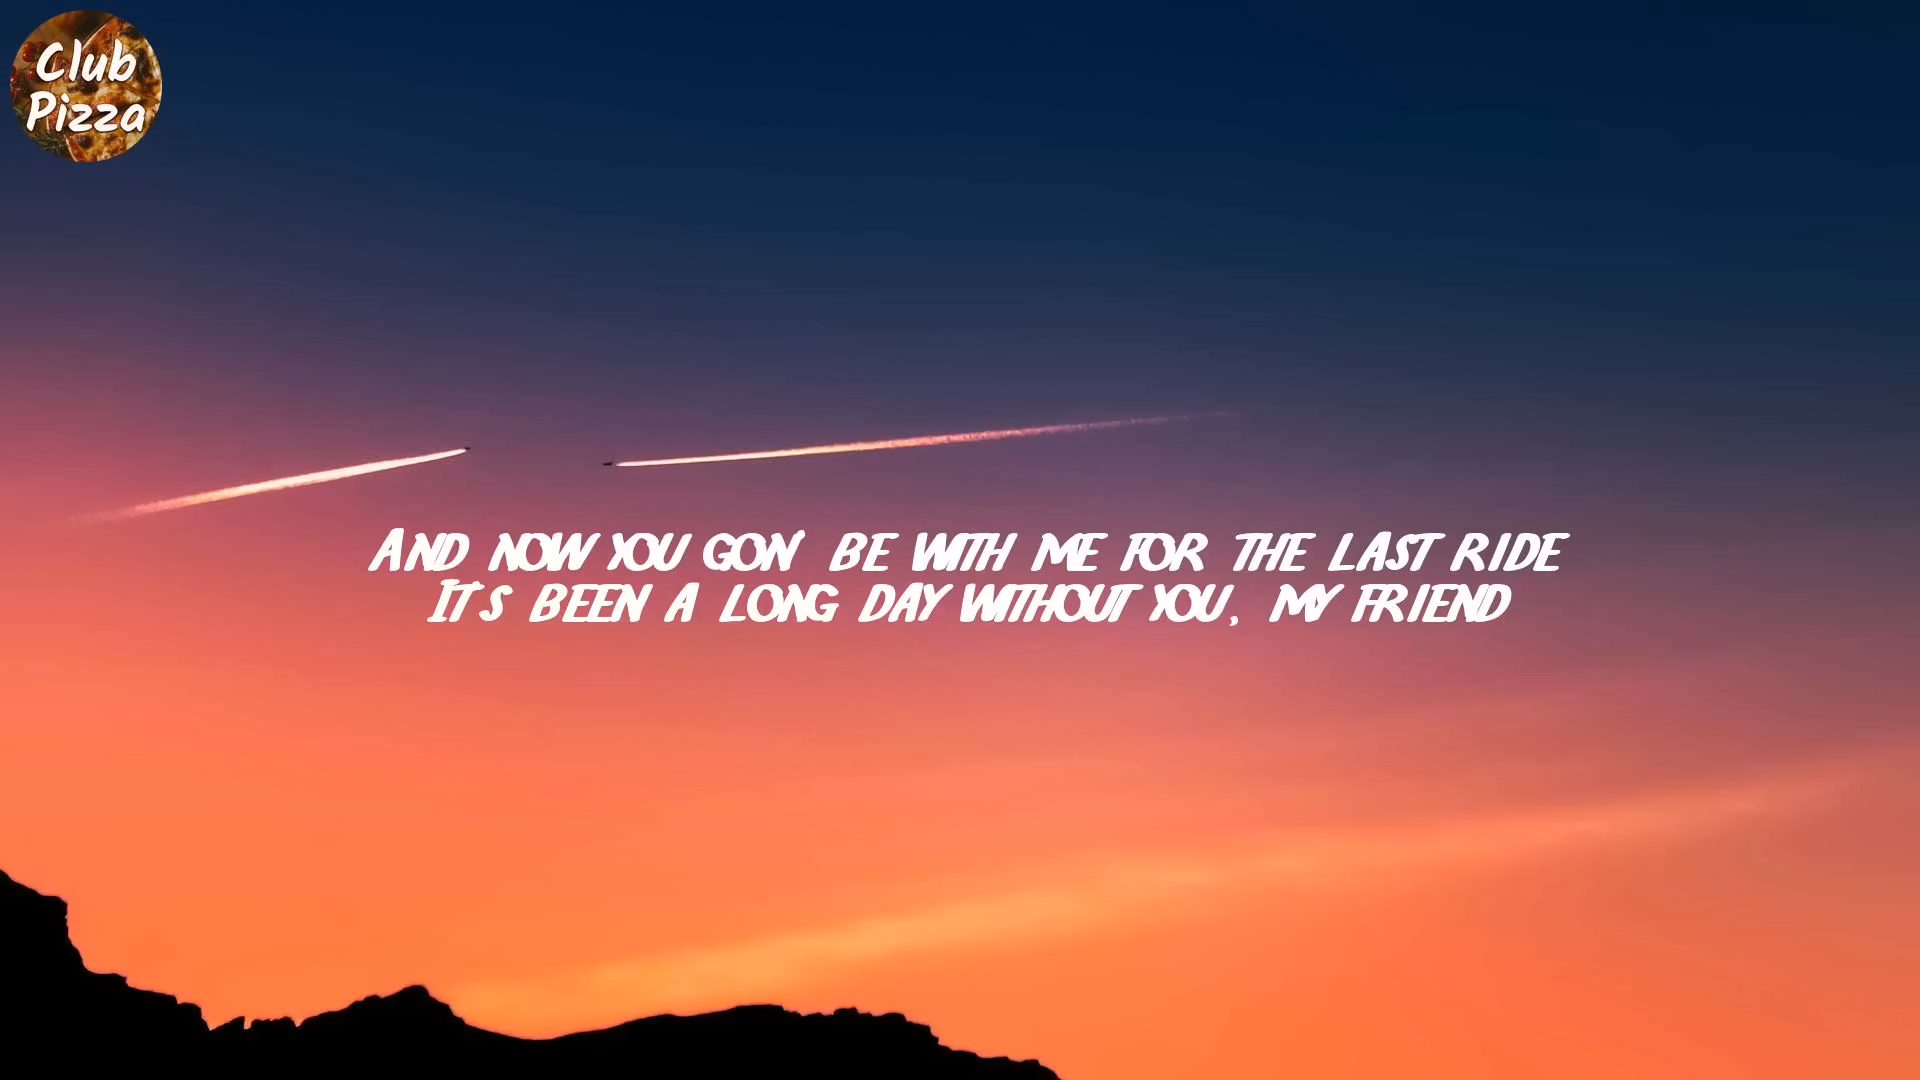 Club
Pizza
AND NOW YOU GON' BE WITH ME FOR THE LAST RIDE
IT'S BEEN A LONG DAY WITHOUT YOU, MY FRIEND